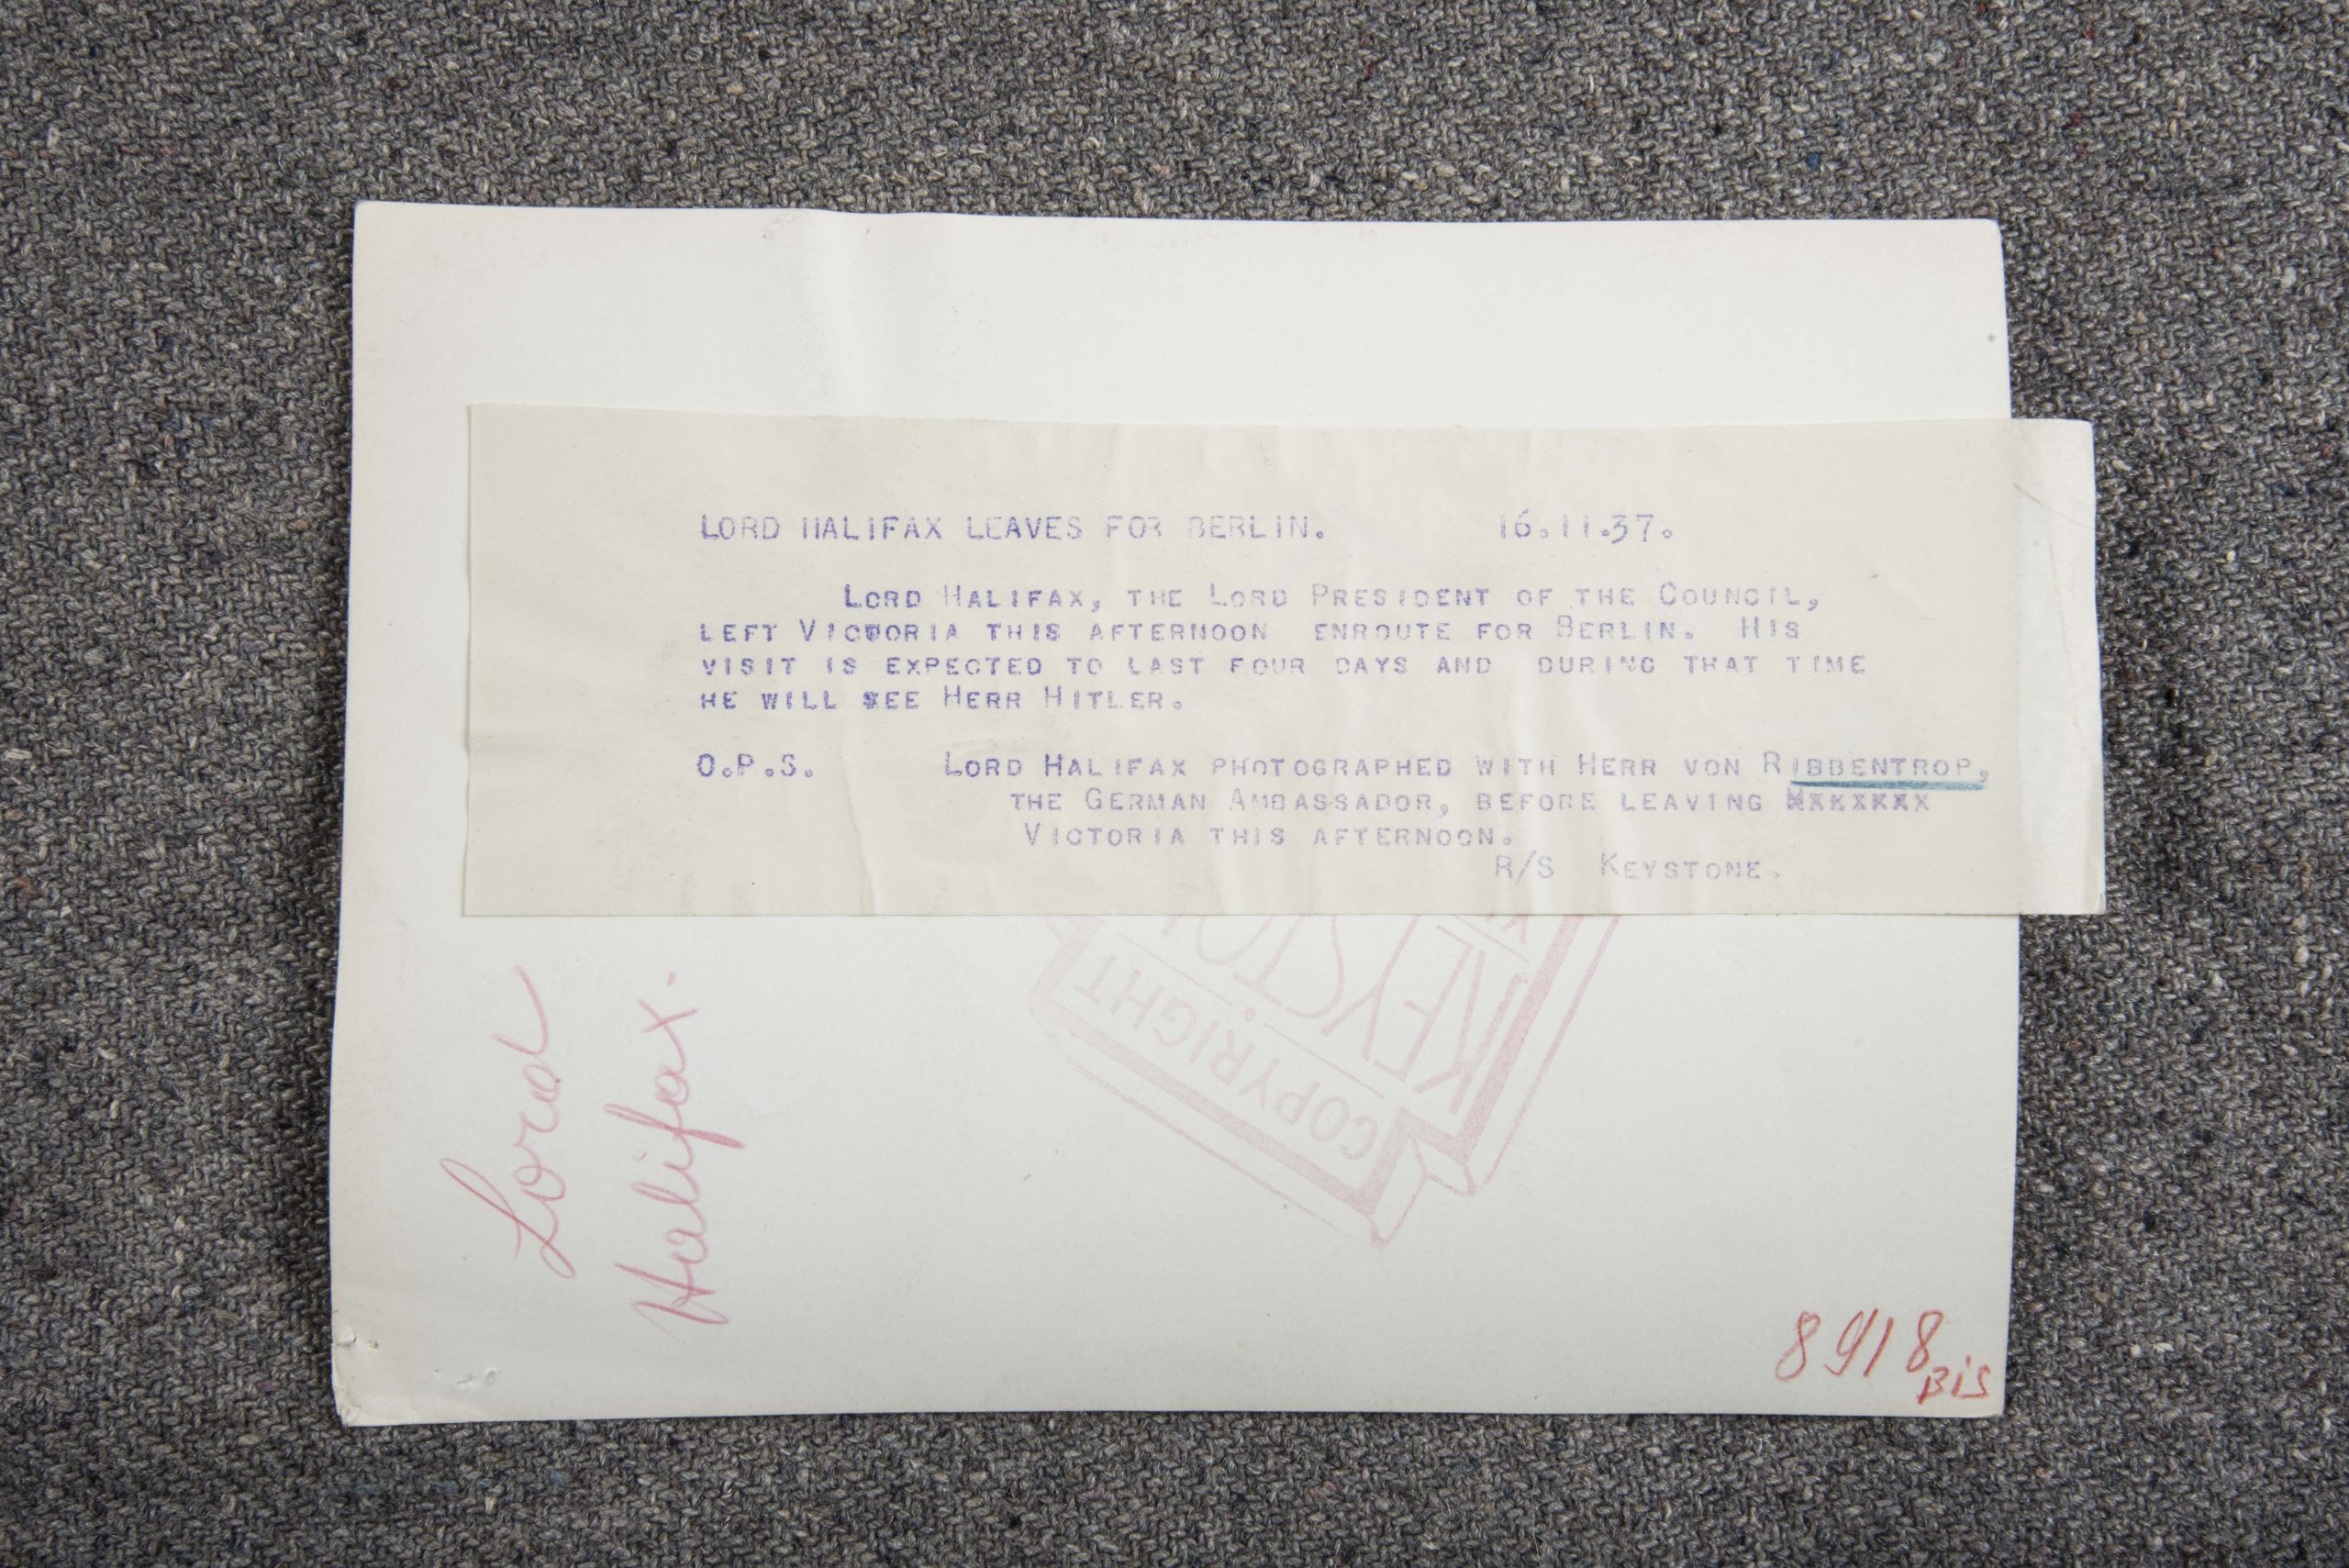 LORD HALIFAX LEAVES FOR BERLIN. 16.11.37.
LORD HALIFAX, THE LORD PRESIDENT OF THE COUNCIL,
LEFT VICTORIA THIS AFTERNOON ENROUTE FOR BERLIN. HIS
VISIT IS EXPECTED TO LAST FOUR DAYS AND DURING THAT TIME
HE WILL SEE HERR HITLER.
O.P.S. LORD HALIFAX PHOTOGRAPHED WITH HERR VON RIBBENTROP,
THE GERMAN AMBASSADOR, BEFORE LEAVING
VICTORIA THIS AFTERNOON.
R/S KEYSTONE.
Lord
Halifax.
COPYRIGHT
8918 Bis